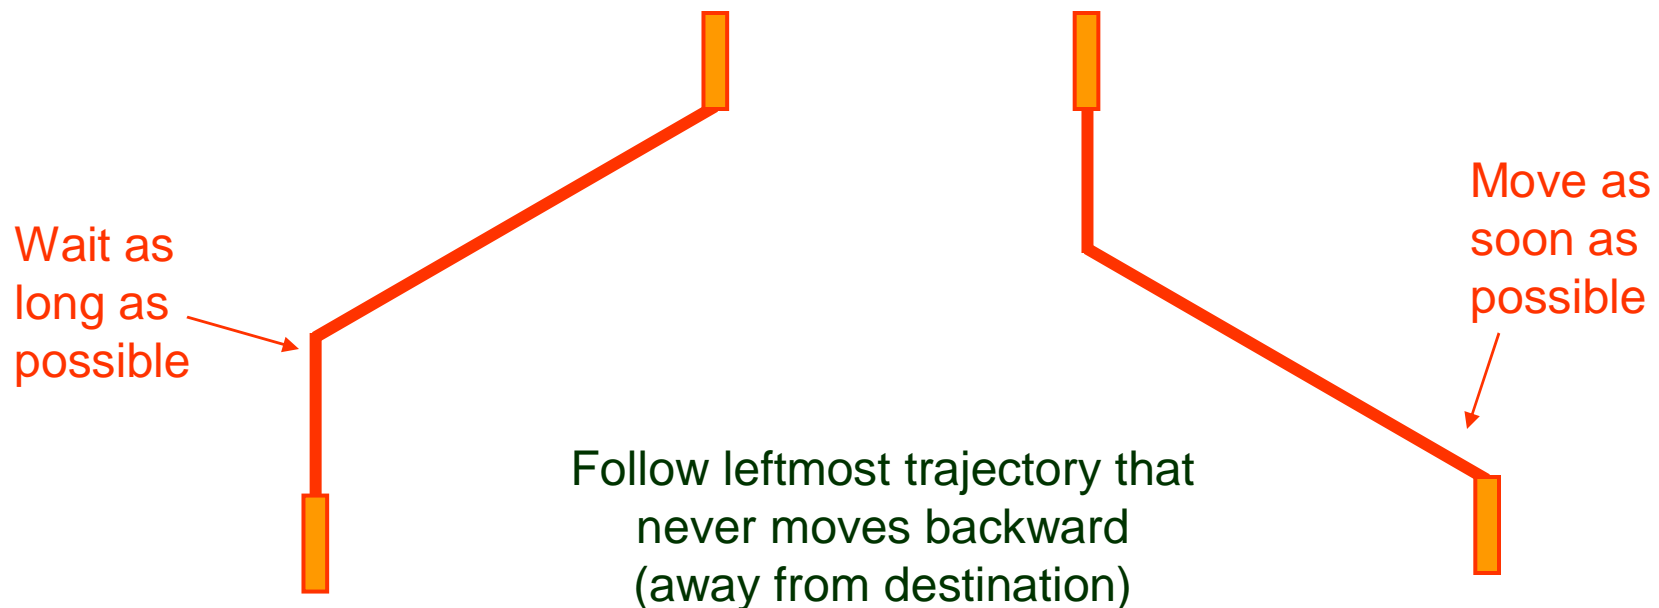 Wait as
long as
possible
Move as
soon as
possible
Follow leftmost trajectory that
never moves backward
(away from destination)